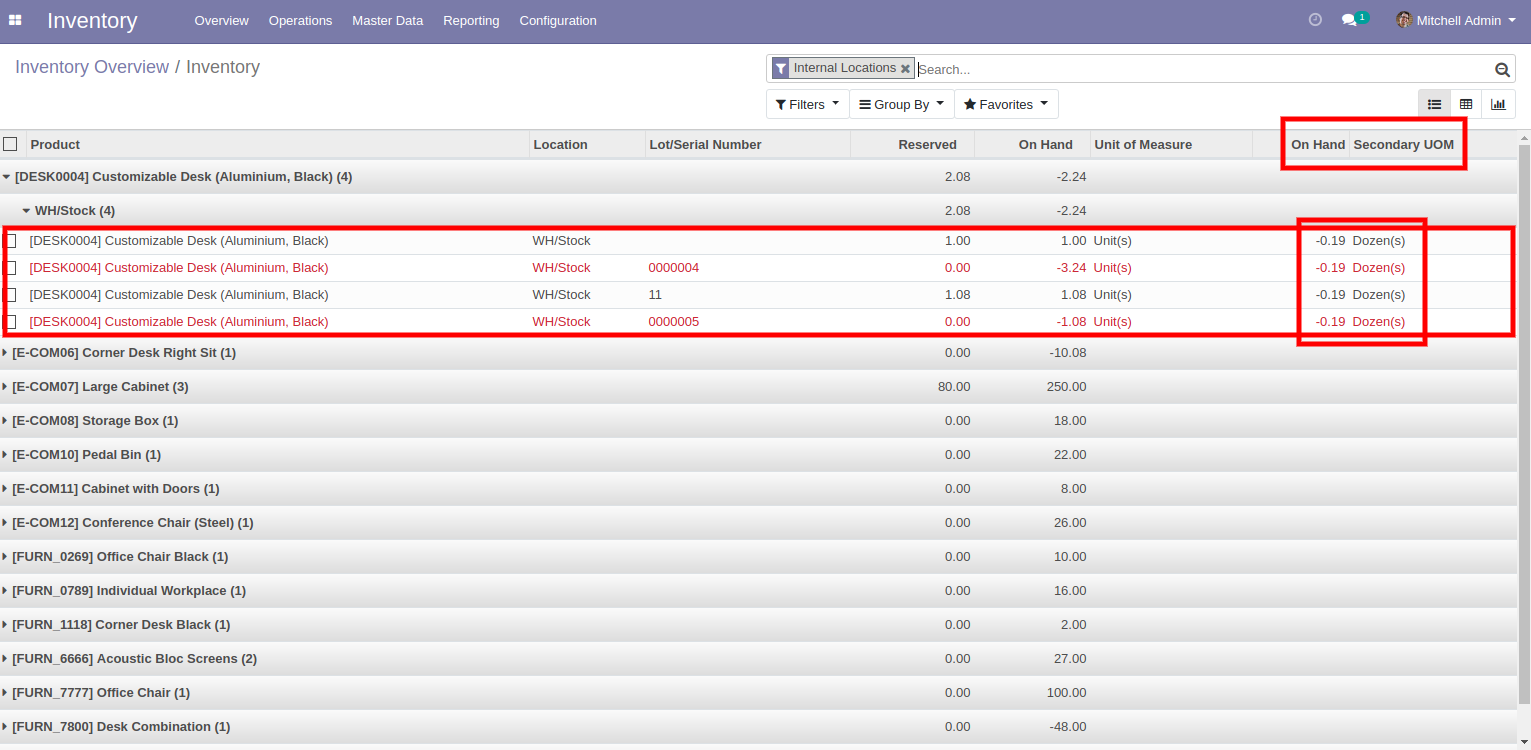 Inventory Overview Operations Master Data Reporting Configuration 1 Mitchell Admin
Inventory Overview / Inventory Internal Locations Search...
Filters Group By Favorites
Product Location Lot/Serial Number Reserved On Hand Unit of Measure On Hand Secondary UOM
[DESK0004] Customizable Desk (Aluminium, Black) (4) 2.08 -2.24
WH/Stock (4) 2.08 -2.24
[DESK0004] Customizable Desk (Aluminium, Black) WH/Stock 1.00 1.00 Unit(s) -0.19 Dozen(s)
[DESK0004] Customizable Desk (Aluminium, Black) WH/Stock 0000004 0.00 -3.24 Unit(s) -0.19 Dozen(s)
[DESK0004] Customizable Desk (Aluminium, Black) WH/Stock 11 1.08 1.08 Unit(s) -0.19 Dozen(s)
[DESK0004] Customizable Desk (Aluminium, Black) WH/Stock 0000005 0.00 -1.08 Unit(s) -0.19 Dozen(s)
[E-COM06] Corner Desk Right Sit (1) 0.00 -10.08
[E-COM07] Large Cabinet (3) 80.00 250.00
[E-COM08] Storage Box (1) 0.00 18.00
[E-COM10] Pedal Bin (1) 0.00 22.00
[E-COM11] Cabinet with Doors (1) 0.00 8.00
[E-COM12] Conference Chair (Steel) (1) 0.00 26.00
[FURN_0269] Office Chair Black (1) 0.00 10.00
[FURN_0789] Individual Workplace (1) 0.00 16.00
[FURN_1118] Corner Desk Black (1) 0.00 2.00
[FURN_6666] Acoustic Bloc Screens (2) 0.00 27.00
[FURN_7777] Office Chair (1) 0.00 100.00
[FURN_7800] Desk Combination (1) 0.00 -48.00